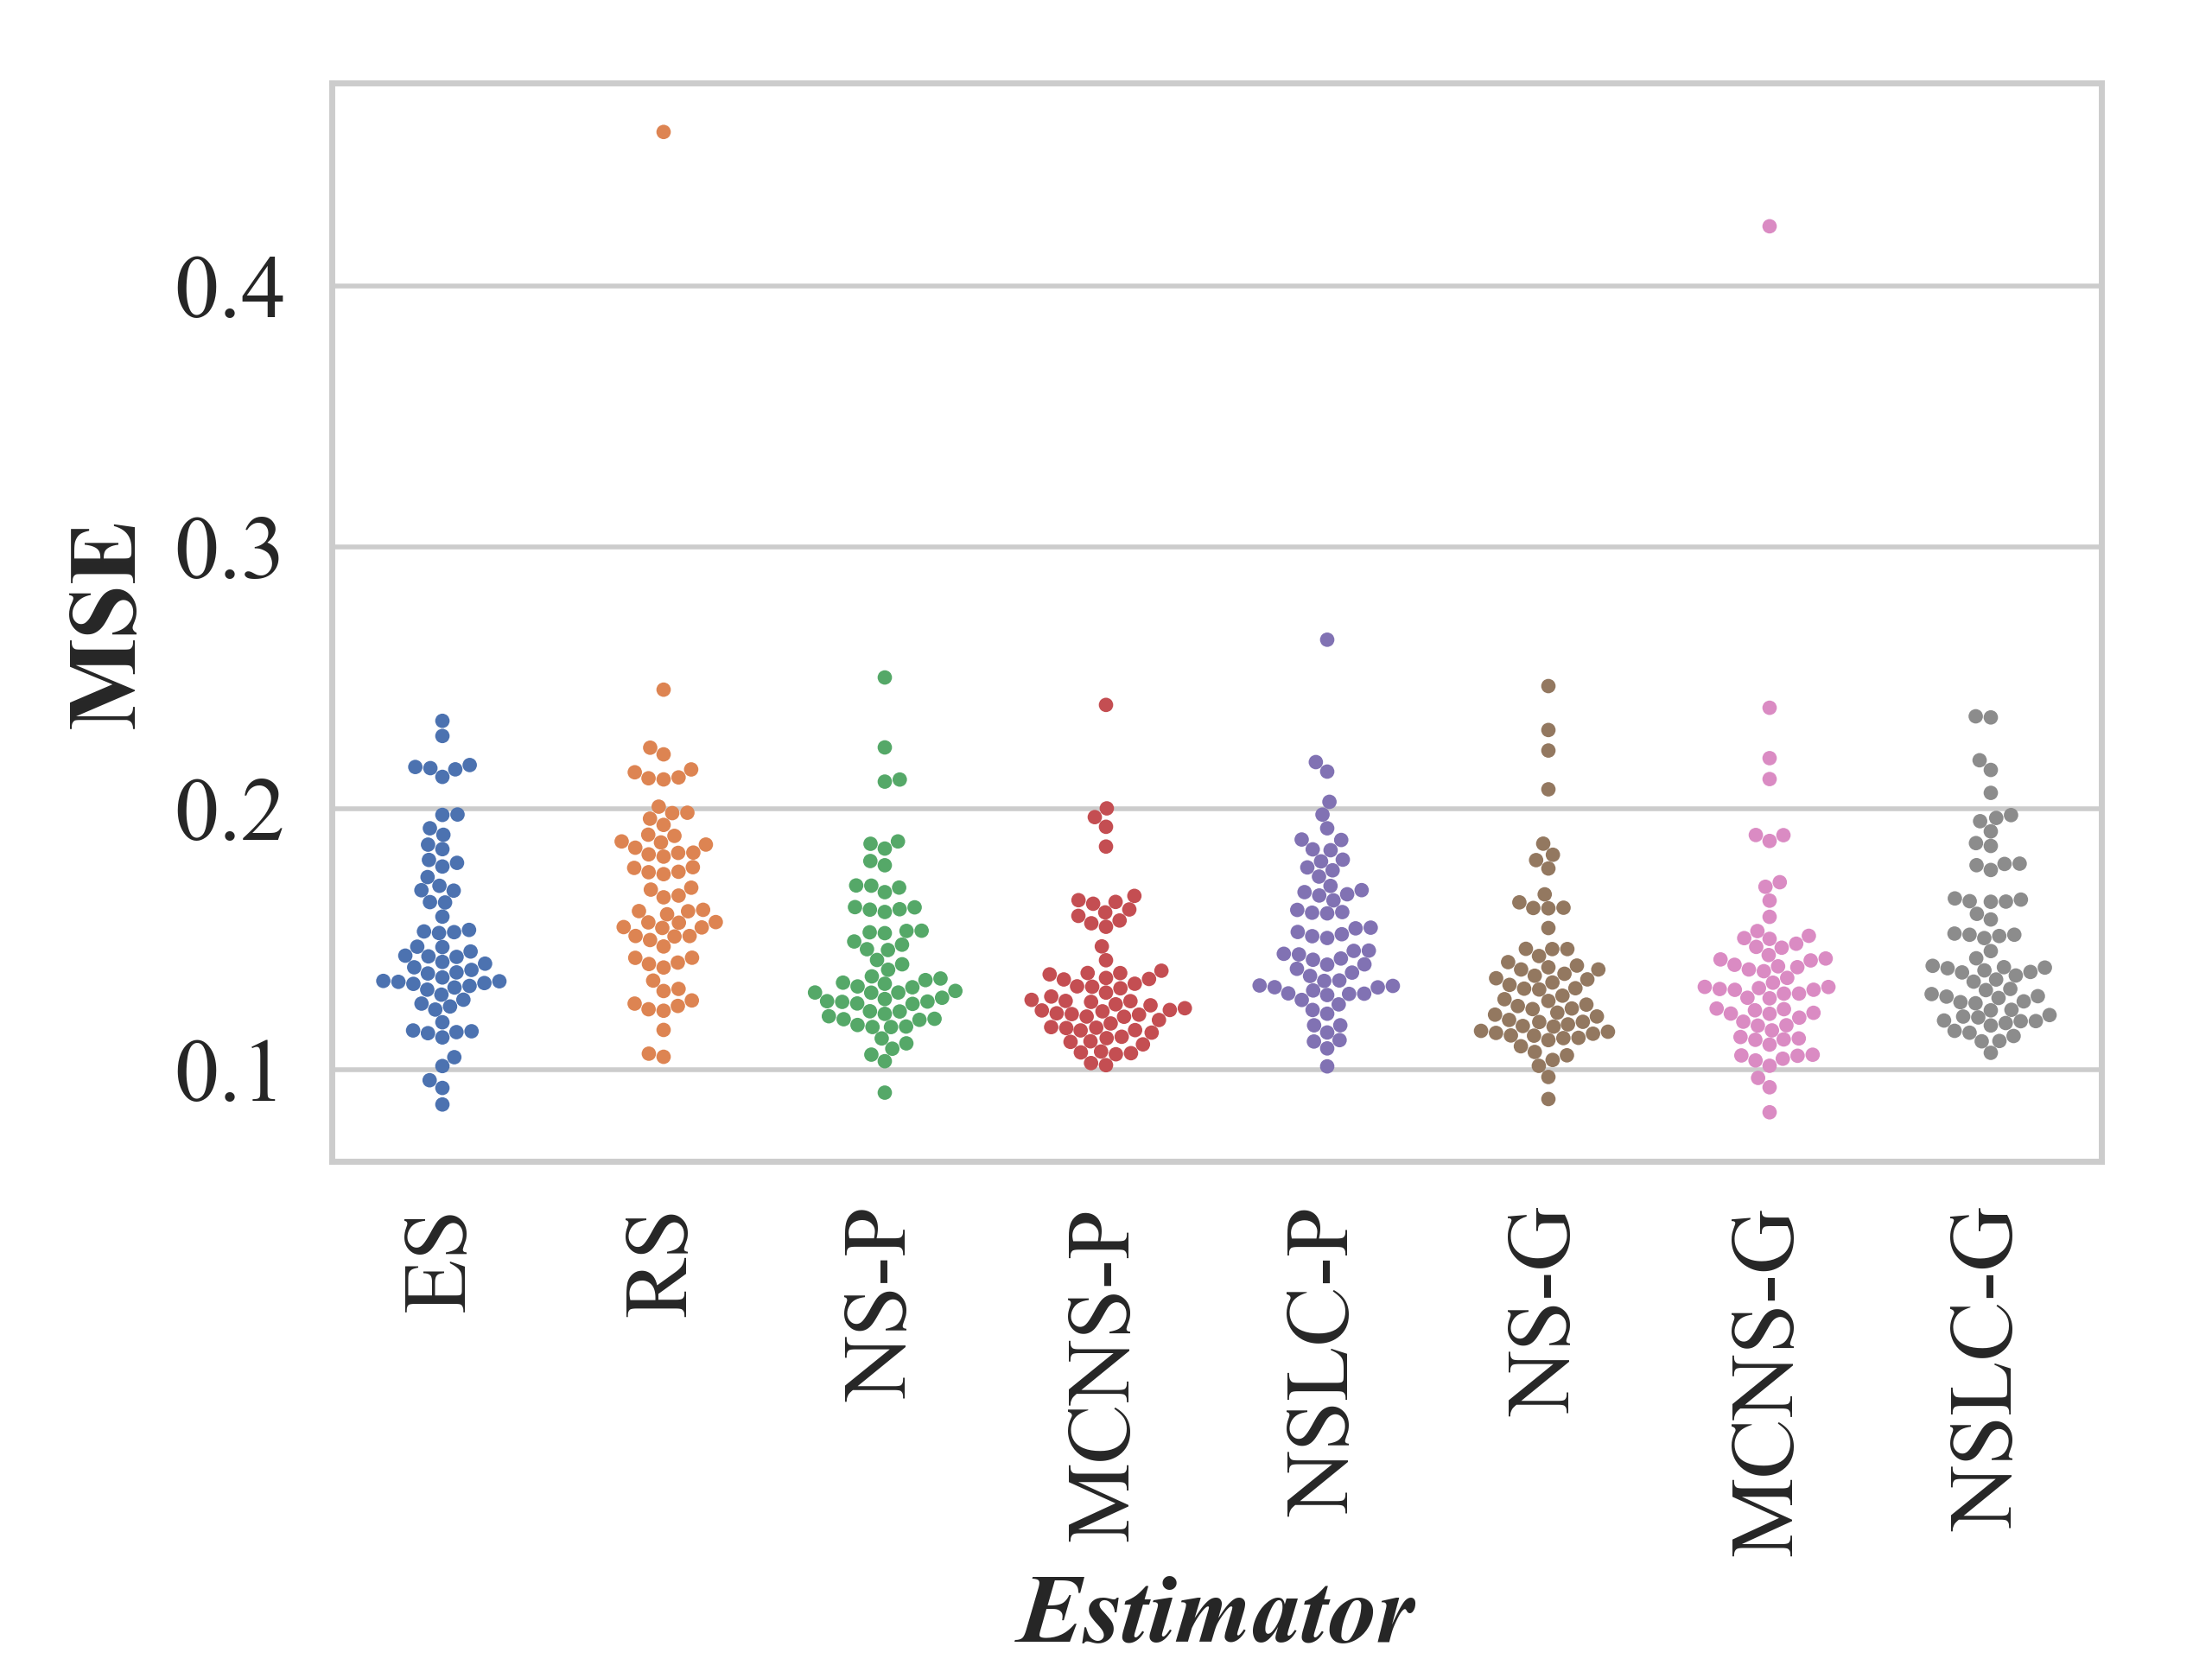 MSE
0.4
0.3
0.2
0.1
ES
RS
NS-P
MCNS-P
NSLC-P
NS-G
MCNS-G
NSLC-G
Estimator